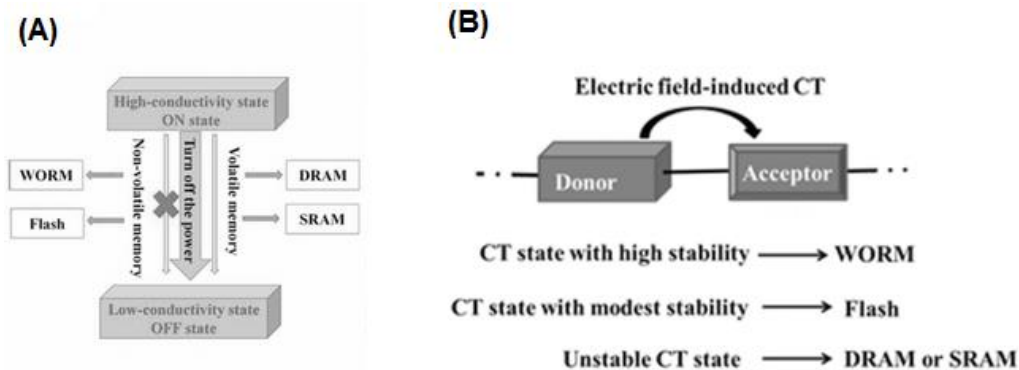 (A)
High-conductivity state
ON state
Non-volatile memory
Turn off the power
Volatile memory
WORM
Flash
DRAM
SRAM
Low-conductivity state
OFF state
(B)
Electric field-induced CT
Donor
Acceptor
CT state with high stability
WORM
CT state with modest stability
Flash
Unstable CT state
DRAM or SRAM